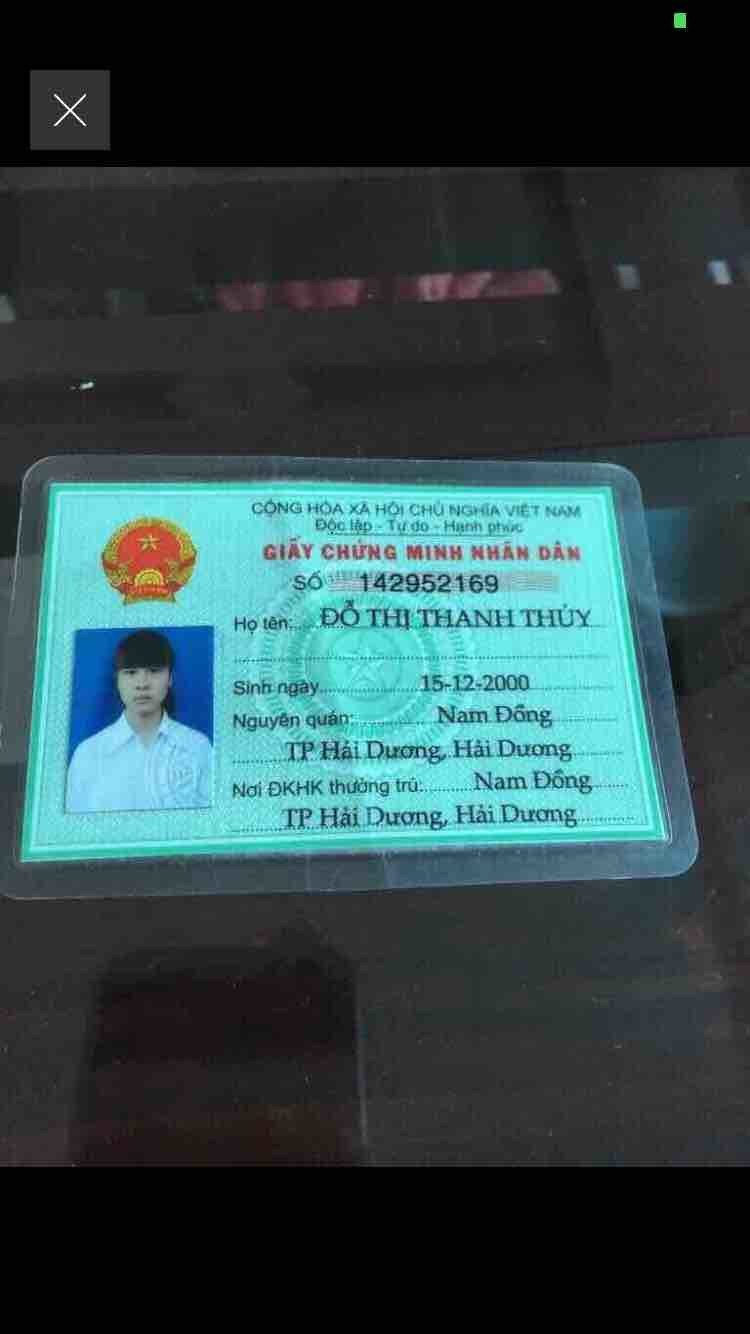 CỘNG HÒA XÃ HỘI CHỦ NGHĨA VIỆT NAM
Độc lập - Tự do - Hạnh phúc
GIẤY CHỨNG MINH NHÂN DÂN
SỐ 142952169
Họ tên: ĐỖ THỊ THANH THỦY
Sinh ngày 15-12-2000
Nguyên quán: Nam Đồng
TP Hải Dương, Hải Dương
Nơi ĐKHK thường trú: Nam Đồng
TP Hải Dương, Hải Dương